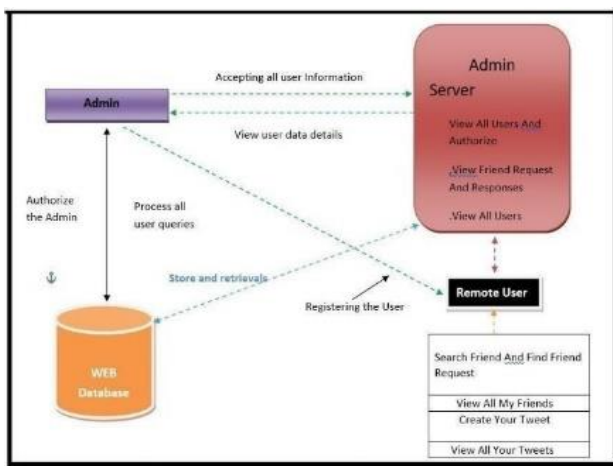 Accepting all user Information
Admin
View user data details
Admin
Server
View All Users And
Authorize
.View Friend Request
And Responses
.View All Users
Authorize
the Admin
Process all
user queries
Store and retrievals
Registering the User
Remote User
WEB
Database
Search Friend And Find Friend
Request
View All My Friends
Create Your Tweet
View All Your Tweets